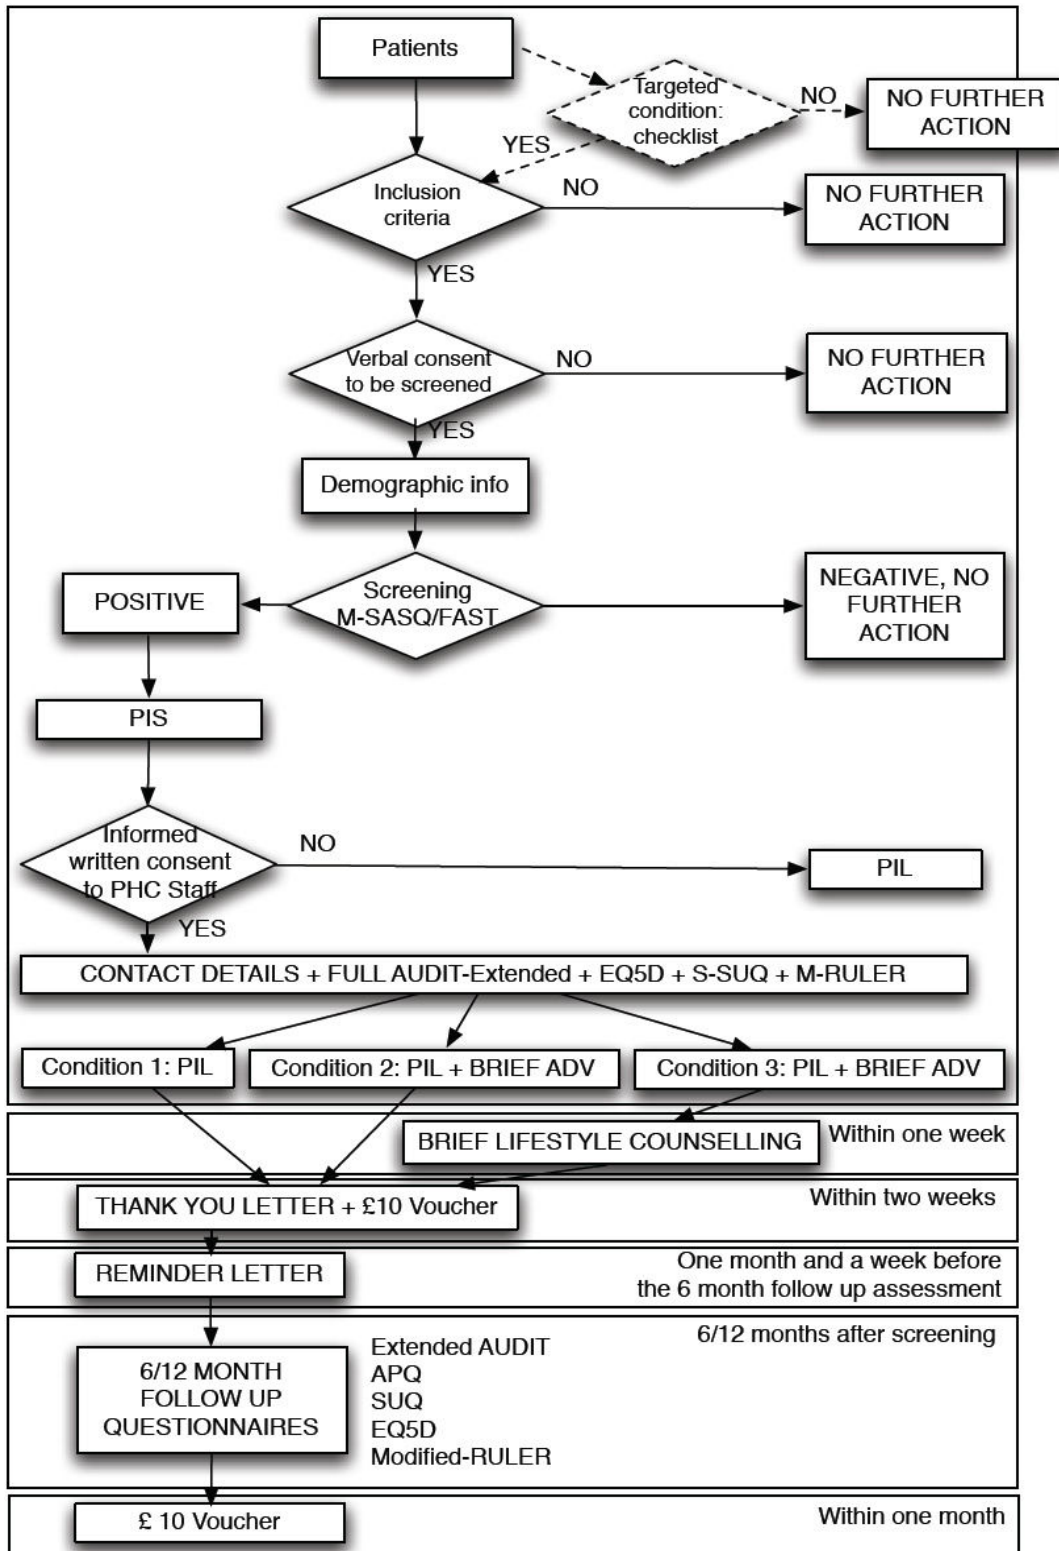 Patients
Targeted
condition:
checklist
NO
NO FURTHER
ACTION
YES
Inclusion
criteria
NO
NO FURTHER
ACTION
YES
Verbal consent
to be screened
NO
NO FURTHER
ACTION
YES
Demographic info
POSITIVE
Screening
M-SASQ/FAST
NEGATIVE, NO
FURTHER
ACTION
PIS
Informed
written consent
to PHC Staff
NO
PIL
YES
CONTACT DETAILS + FULL AUDIT-Extended + EQ5D + S-SUQ + M-RULER
Condition 1: PIL
Condition 2: PIL + BRIEF ADV
Condition 3: PIL + BRIEF ADV
BRIEF LIFESTYLE COUNSELLING
Within one week
THANK YOU LETTER + £10 Voucher
Within two weeks
REMINDER LETTER
One month and a week before
the 6 month follow up assessment
6/12 months after screening
6/12 MONTH
FOLLOW UP
QUESTIONNAIRES
Extended AUDIT
APQ
SUQ
EQ5D
Modified-RULER
£ 10 Voucher
Within one month